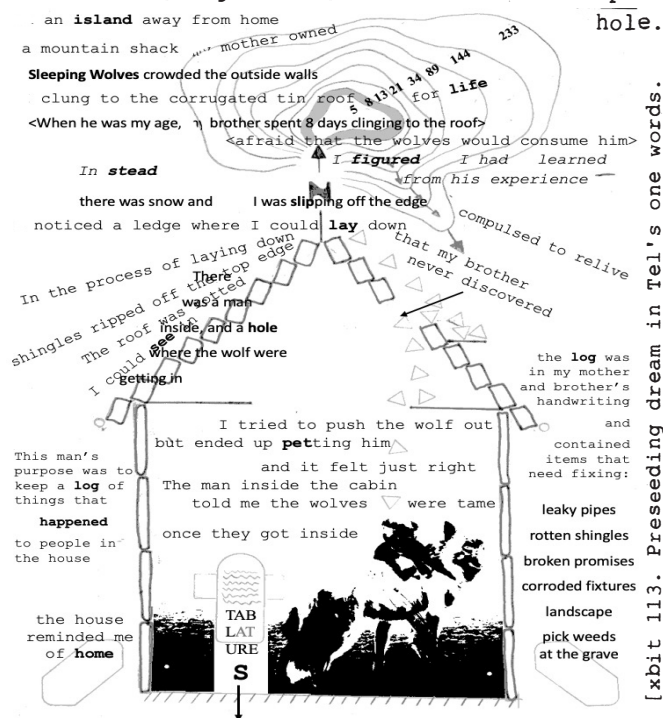 hole.
an island away from home
a mountain shack my mother owned
Sleeping Wolves crowded the outside walls
clung to the corrugated tin roof for life
5 8 13 21 34 89 144 233
<When he was my age, brother spent 8 days clinging to the roof>
<afraid that the wolves would consume him>
I figured I had learned
from his experience
In stead
N
there was snow and I was slipping off the edge
noticed a ledge where I could lay down
compulsed to relive
that my brother
never discovered
In the process of laying down
shingles ripped off the top edge
The roof was rotted
I could see in
There
was a man
inside, and a hole
where the wolf were
getting in
the log was
in my mother
and brother's
handwriting
and
contained
items that
need fixing:
leaky pipes
rotten shingles
broken promises
corroded fixtures
landscape
pick weeds
at the grave
I tried to push the wolf out
but ended up petting him
and it felt just right
The man inside the cabin
told me the wolves were tame
once they got inside
This man's
purpose was to
keep a log of
things that
happened
to people in
the house
the house
reminded me
of home
TAB
LAT
URE
S
[xbit 113. Preseeding dream in Tel's one words.